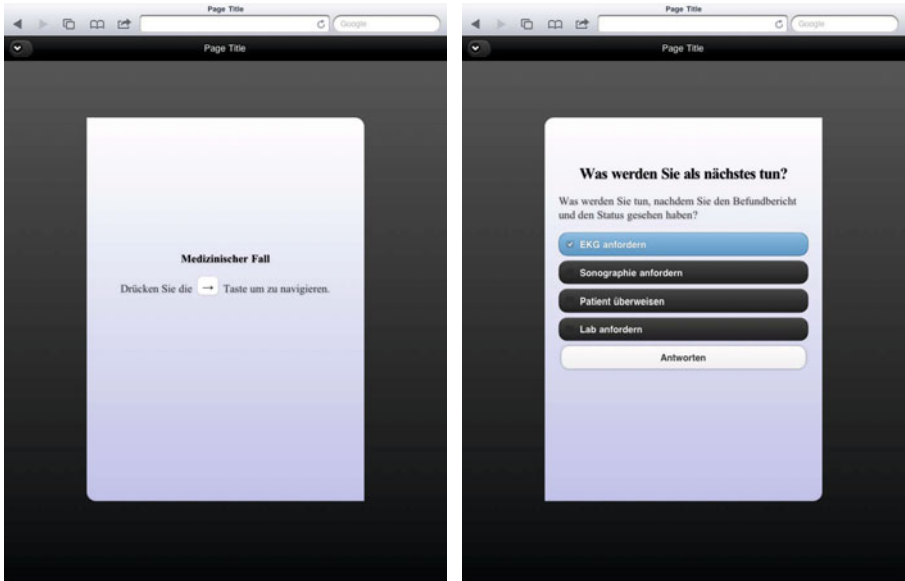 Page Title
Google
Page Title
Medizinischer Fall
Drücken Sie die → Taste um zu navigieren.
Page Title
Google
Page Title
Was werden Sie als nächstes tun?
Was werden Sie tun, nachdem Sie den Befundbericht
und den Status gesehen haben?
EKG anfordern
Sonographie anfordern
Patient überweisen
Lab anfordern
Antworten